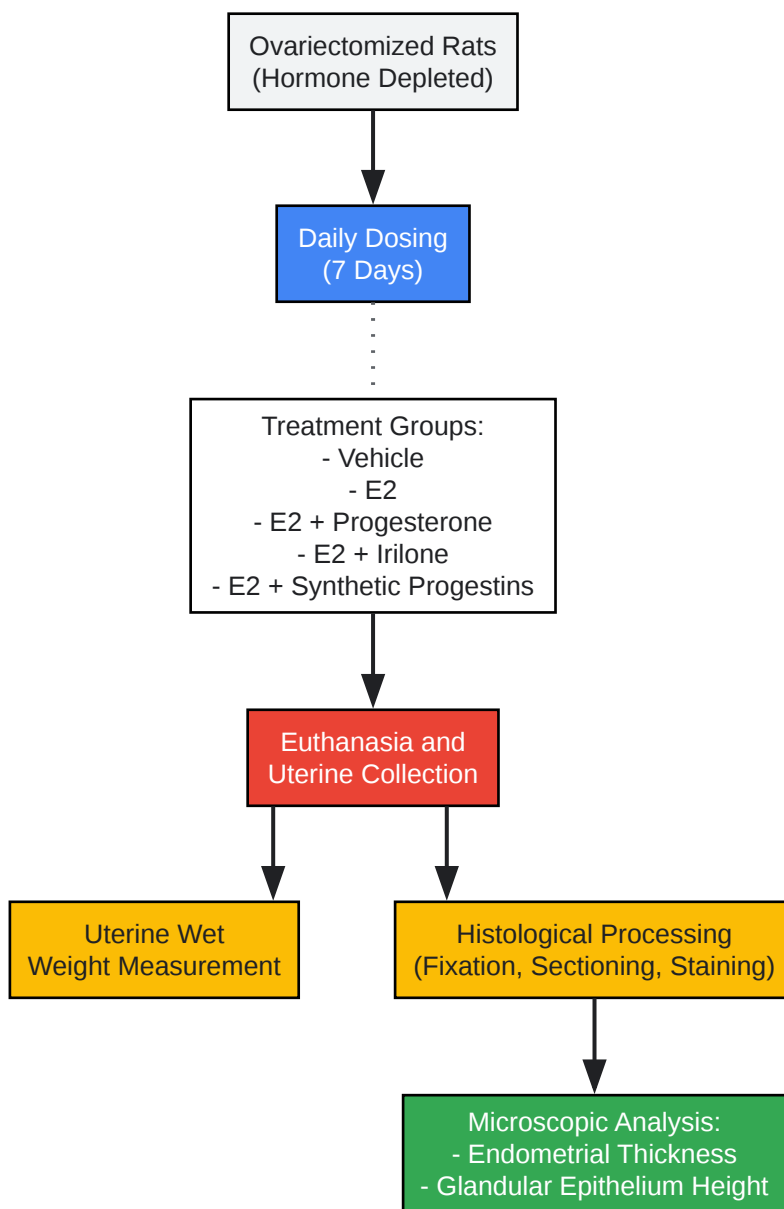 Ovariectomized Rats
(Hormone Depleted)
Daily Dosing
(7 Days)
Treatment Groups:
- Vehicle
- E2
- E2 + Progesterone
- E2 + Irilone
- E2 + Synthetic Progestins
Euthanasia and
Uterine Collection
Uterine Wet
Weight Measurement
Histological Processing
(Fixation, Sectioning, Staining)
Microscopic Analysis:
- Endometrial Thickness
- Glandular Epithelium Height